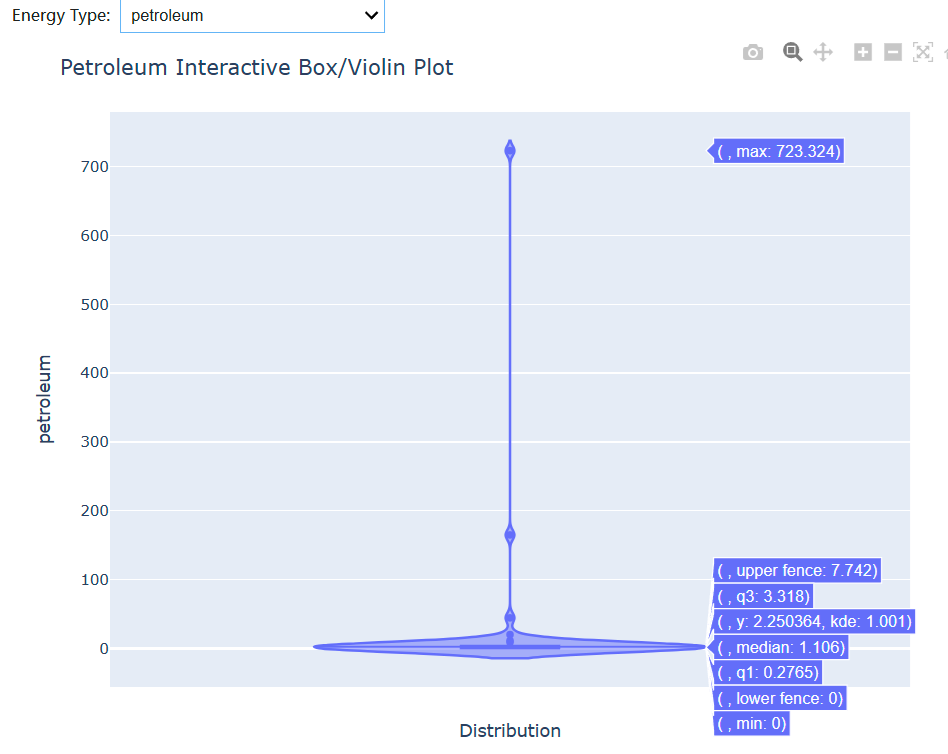 Energy Type: petroleum
Petroleum Interactive Box/Violin Plot
( , max: 723.324)
700
600
500
400
300
200
100
0
petroleum
( , upper fence: 7.742)
( , q3: 3.318)
( , y: 2.250364, kde: 1.001)
( , median: 1.106)
( , q1: 0.2765)
( , lower fence: 0)
( , min: 0)
Distribution